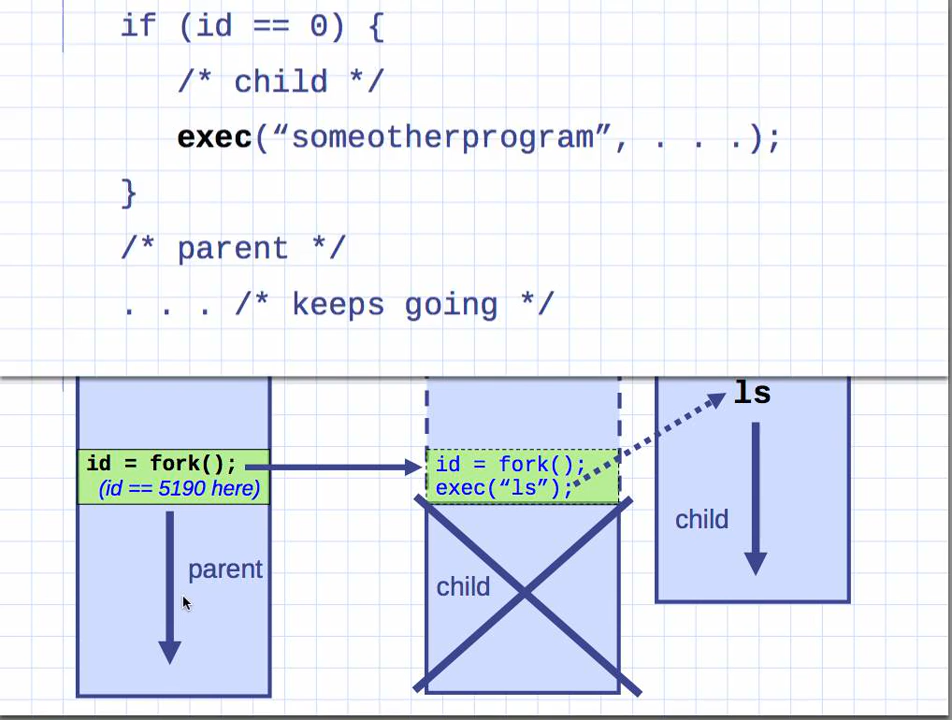 if (id == 0) {
/* child */
exec(“someotherprogram”, . . .);
}
/* parent */
. . . /* keeps going */
ls
id = fork();
(id == 5190 here)
id = fork();
exec(“ls”);
child
parent
child